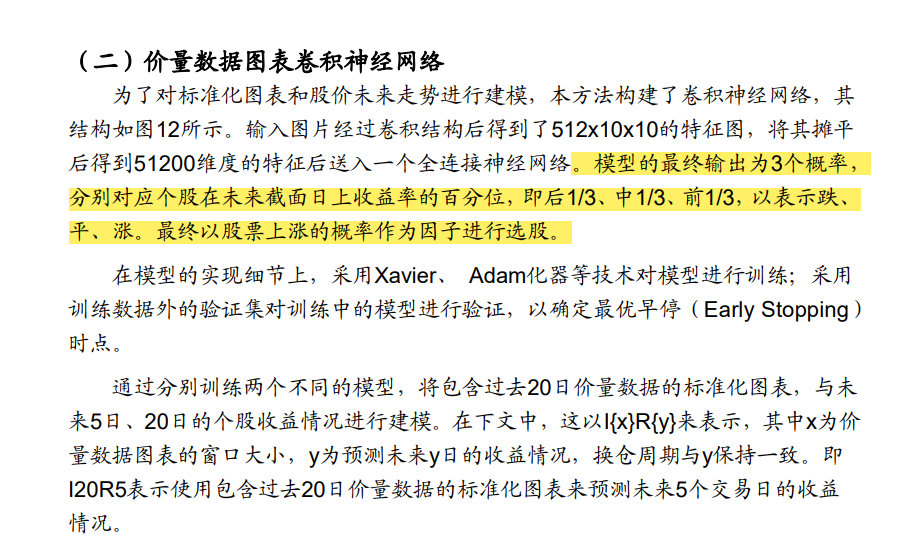 （二）价量数据图表卷积神经网络
为了对标准化图表和股价未来走势进行建模，本方法构建了卷积神经网络，其
结构如图12所示。输入图片经过卷积结构后得到了512x10x10的特征图，将其摊平
后得到51200维度的特征后送入一个全连接神经网络。模型的最终输出为3个概率，
分别对应个股在未来截面日上收益率的百分位，即后1/3、中1/3、前1/3，以表示跌、
平、涨。最终以股票上涨的概率作为因子进行选股。
在模型的实现细节上，采用Xavier、 Adam化器等技术对模型进行训练；采用
训练数据外的验证集对训练中的模型进行验证，以确定最优早停（Early Stopping）
时点。
通过分别训练两个不同的模型，将包含过去20日价量数据的标准化图表，与未
来5日、20日的个股收益情况进行建模。在下文中，这以I{x}R{y}来表示，其中x为价
量数据图表的窗口大小，y为预测未来y日的收益情况，换仓周期与y保持一致。即
I20R5表示使用包含过去20日价量数据的标准化图表来预测未来5个交易日的收益
情况。